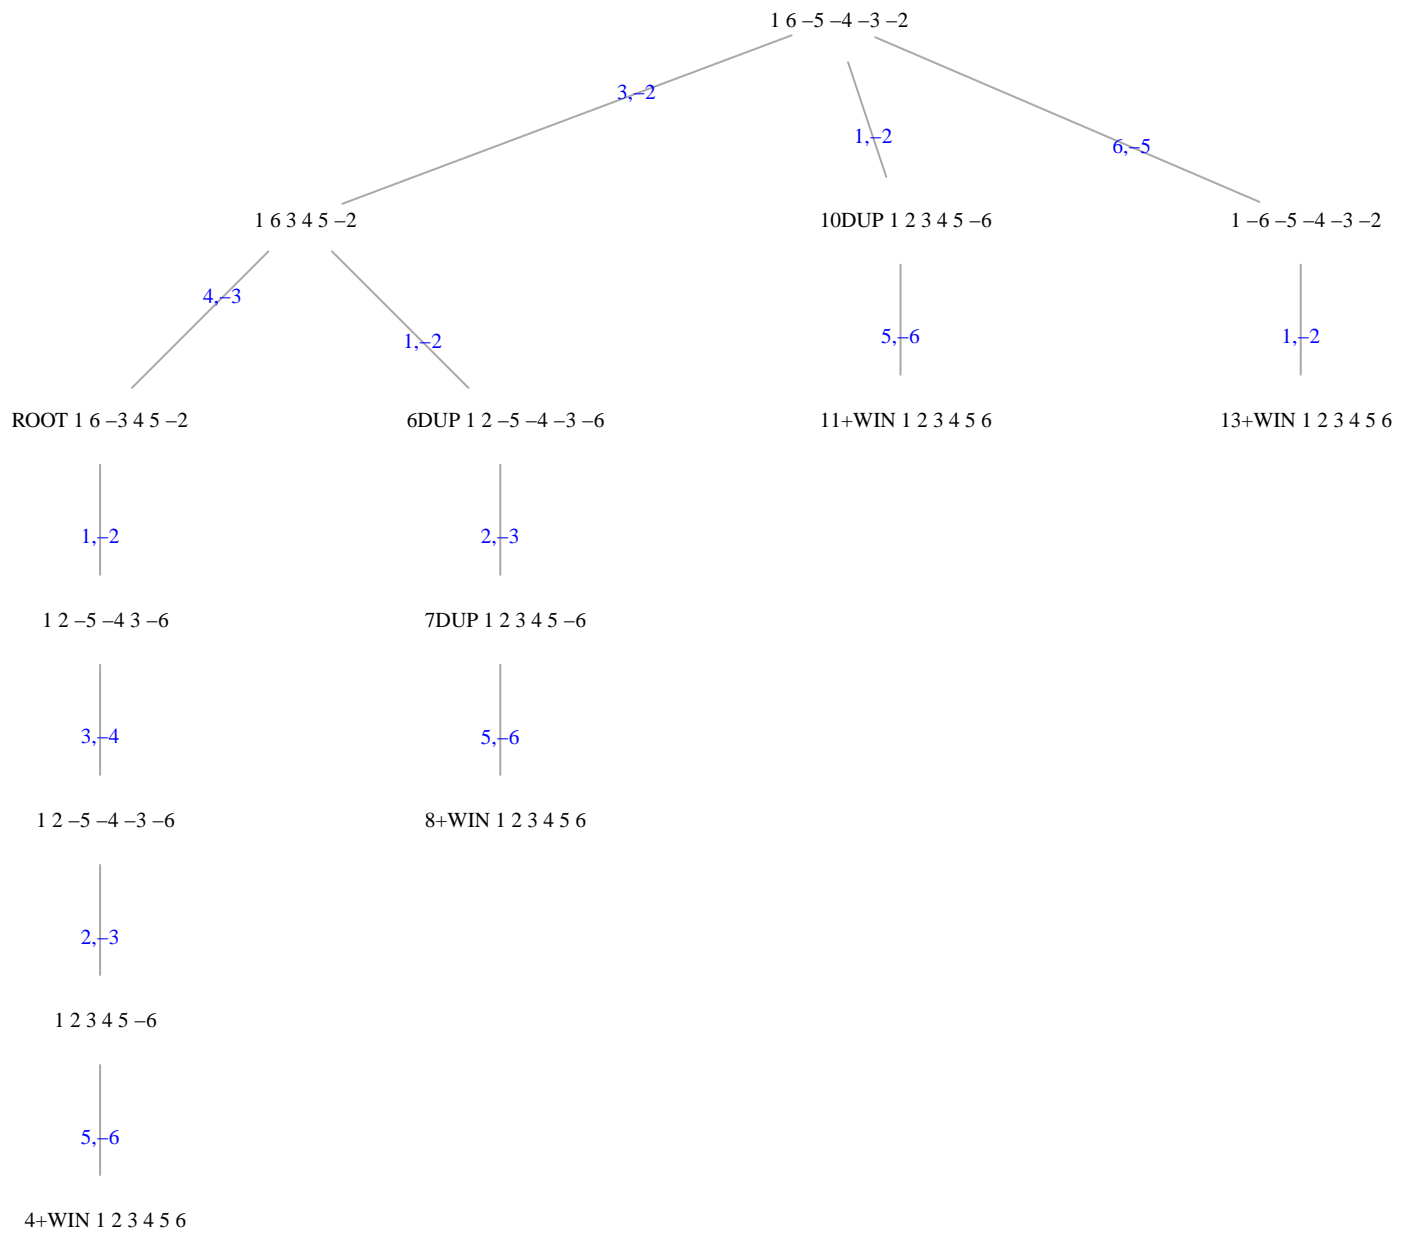 1 6 –5 –4 –3 –2
3,–2
1,–2
6,–5
1 6 3 4 5 –2
10DUP 1 2 3 4 5 –6
1 –6 –5 –4 –3 –2
4,–3
1,–2
5,–6
1,–2
ROOT 1 6 –3 4 5 –2
6DUP 1 2 –5 –4 –3 –6
11+WIN 1 2 3 4 5 6
13+WIN 1 2 3 4 5 6
1,–2
2,–3
1 2 –5 –4 3 –6
7DUP 1 2 3 4 5 –6
3,–4
5,–6
1 2 –5 –4 –3 –6
8+WIN 1 2 3 4 5 6
2,–3
1 2 3 4 5 –6
5,–6
4+WIN 1 2 3 4 5 6